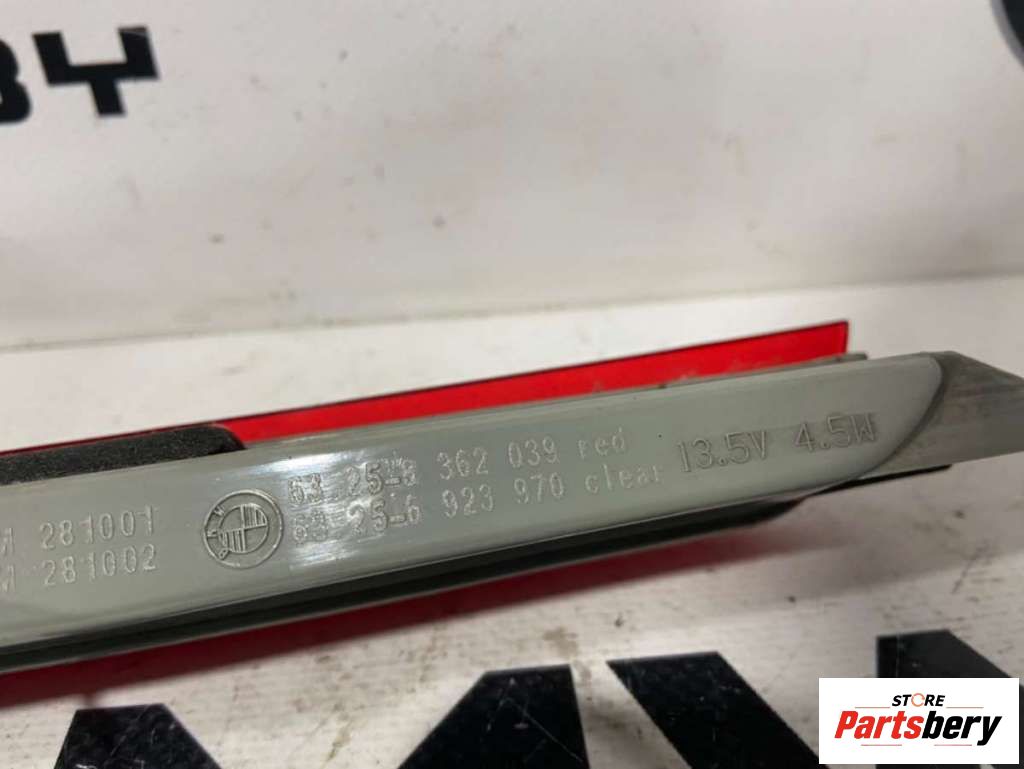 BY
63 25-8 362 039 red
63 25-6 923 970 clear
13.5V 4.5W
M 281001
M 281002
STORE
Partsbery